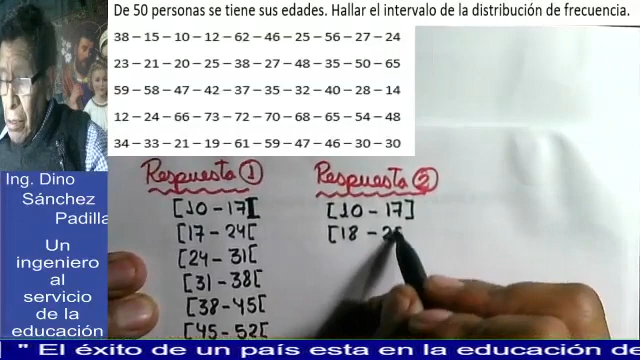 De 50 personas se tiene sus edades. Hallar el intervalo de la distribución de frecuencia.
38 – 15 – 10 – 12 – 62 – 46 – 25 – 56 – 27 – 24
23 – 21 – 20 – 25 – 38 – 27 – 48 – 35 – 50 – 65
59 – 58 – 47 – 42 – 37 – 35 – 32 – 40 – 28 – 14
12 – 24 – 66 – 73 – 72 – 70 – 68 – 65 – 54 – 48
34 – 33 – 21 – 19 – 61 – 59 – 47 – 46 – 30 – 30
Respuesta 1
[10 - 17[
[17 - 24[
[24 - 31[
[31 - 38[
[38 - 45[
[45 - 52[
Respuesta 2
[10 - 17]
[18 -
Ing. Dino
Sánchez
Padilla
Un
ingeniero
al
servicio
de la
educación
" El éxito de un país esta en la educación de